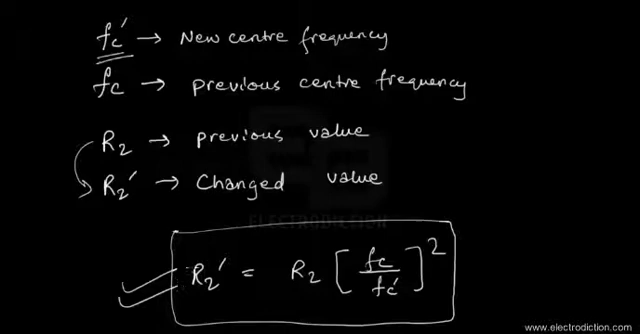 fc' → New centre frequency
fc → previous centre frequency
R2 → previous value
R2' → Changed value
ELECTRODICTION
R2' = R2 [fc/fc']^2
www.electrodiction.com